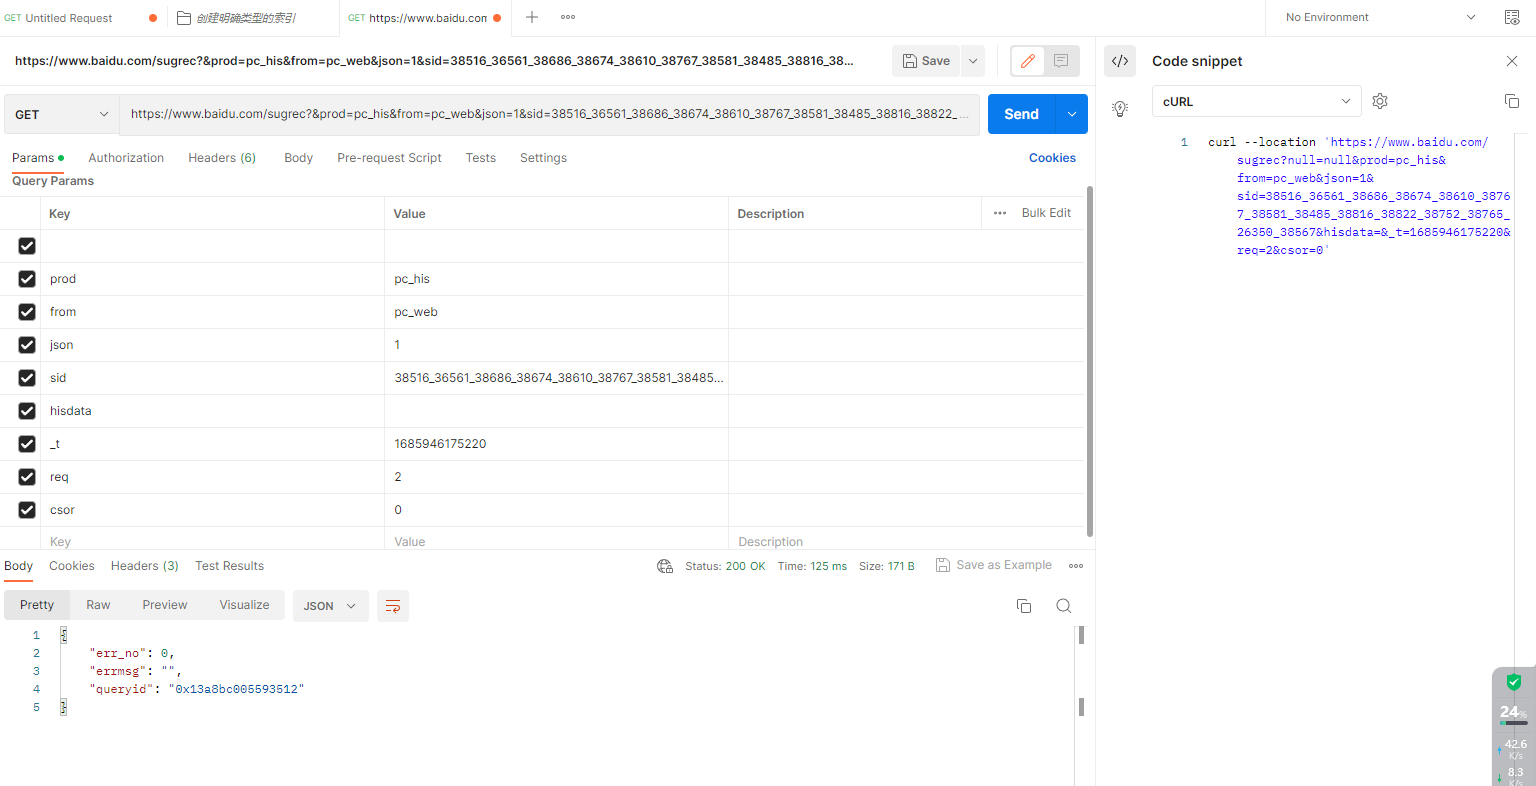 GET Untitled Request
创建明确类型的索引
GET https://www.baidu.com
No Environment
https://www.baidu.com/sugrec?&prod=pc_his&from=pc_web&json=1&sid=38516_36561_38686_38674_38610_38767_38581_38485_38816_38...
Save
Code snippet
GET
https://www.baidu.com/sugrec?&prod=pc_his&from=pc_web&json=1&sid=38516_36561_38686_38674_38610_38767_38581_38485_38816_38822_...
Send
cURL
Params
Authorization
Headers (6)
Body
Pre-request Script
Tests
Settings
Cookies
Query Params
Key Value Description
Bulk Edit
prod pc_his
from pc_web
json 1
sid 38516_36561_38686_38674_38610_38767_38581_38485...
hisdata
_t 1685946175220
req 2
csor 0
Key Value Description
1 curl --location 'https://www.baidu.com/
sugrec?null=null&prod=pc_his&
from=pc_web&json=1&
sid=38516_36561_38686_38674_38610_3876
7_38581_38485_38816_38822_38752_38765_
26350_38567&hisdata=&_t=1685946175220&
req=2&csor=0'
Body Cookies Headers (3) Test Results
Status: 200 OK Time: 125 ms Size: 171 B
Save as Example
Pretty Raw Preview Visualize
JSON
1 {
2 "err_no": 0,
3 "errmsg": "",
4 "queryid": "0x13a8bc005593512"
5 }
24%
42.6
K/s
8.3
K/s